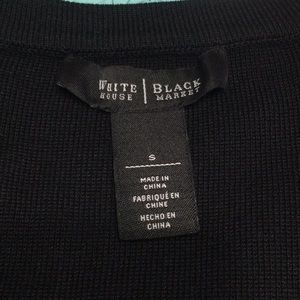 WHITE HOUSE | BLACK MARKET
S
MADE IN
CHINA
FABRIQUÉ EN
CHINE
HECHO EN
CHINA